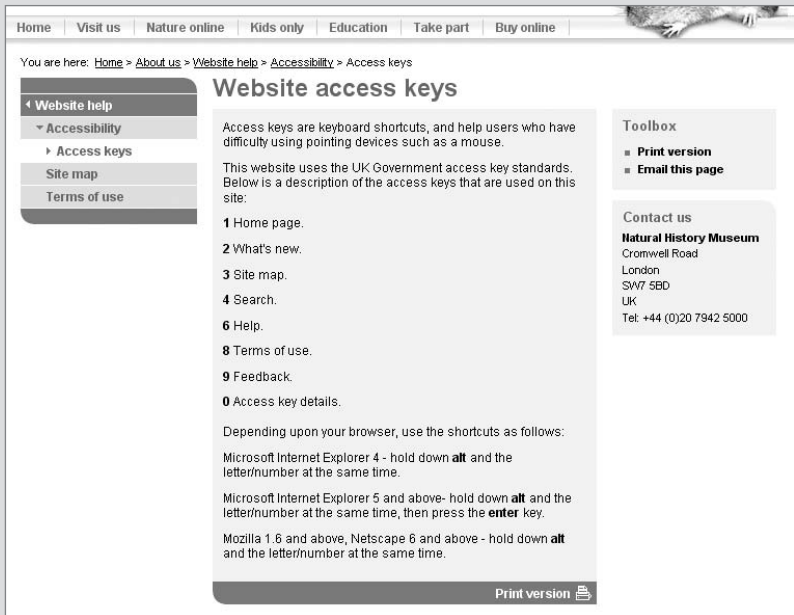 Home Visit us Nature online Kids only Education Take part Buy online
You are here: Home > About us > Website help > Accessibility > Access keys
Website help
Accessibility
Access keys
Site map
Terms of use
Website access keys
Access keys are keyboard shortcuts, and help users who have
difficulty using pointing devices such as a mouse.
This website uses the UK Government access key standards.
Below is a description of the access keys that are used on this
site:
1 Home page.
2 What's new.
3 Site map.
4 Search.
6 Help.
8 Terms of use.
9 Feedback.
0 Access key details.
Depending upon your browser, use the shortcuts as follows:
Microsoft Internet Explorer 4 - hold down alt and the
letter/number at the same time.
Microsoft Internet Explorer 5 and above- hold down alt and the
letter/number at the same time, then press the enter key.
Mozilla 1.6 and above, Netscape 6 and above - hold down alt
and the letter/number at the same time.
Print version
Toolbox
Print version
Email this page
Contact us
Natural History Museum
Cromwell Road
London
SW7 5BD
UK
Tel: +44 (0)20 7942 5000